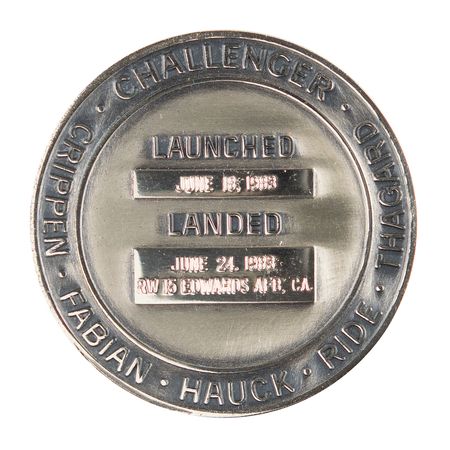 · CHALLENGER ·
CRIPPEN · FABIAN · HAUCK · RIDE · THAGARD
LAUNCHED
JUNE 18, 1983
LANDED
JUNE 24, 1983
RW 15 EDWARDS AFB, CA.